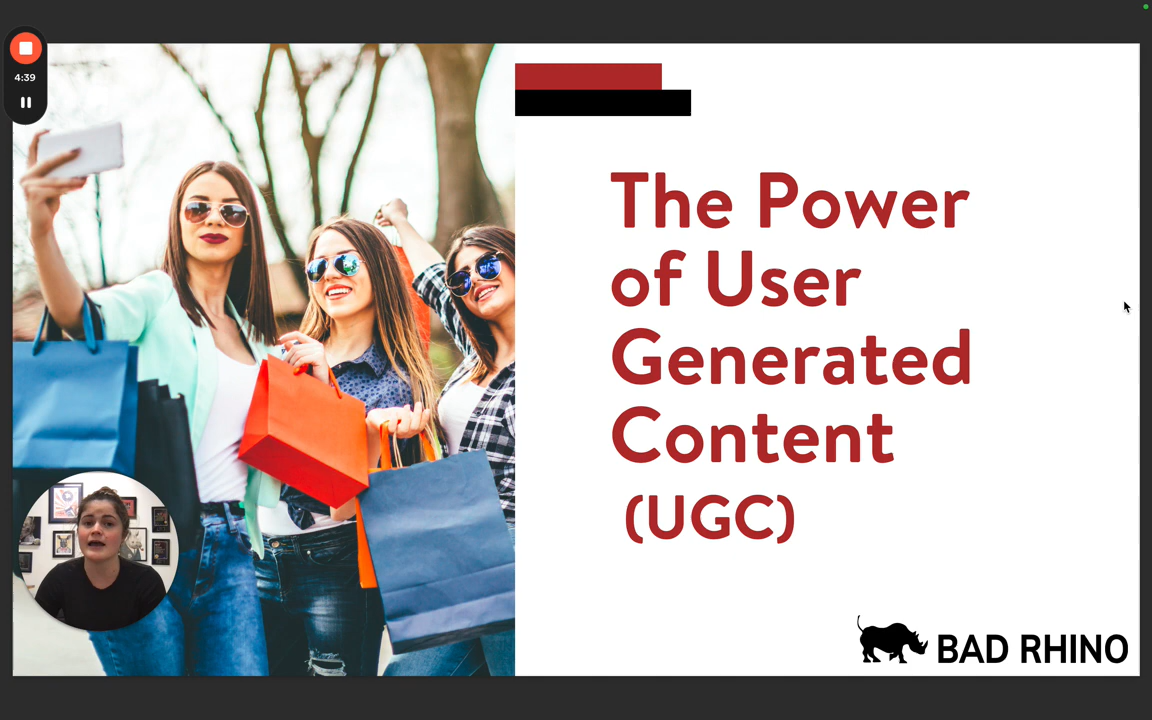 4:39
The Power
of User
Generated
Content
(UGC)
BAD RHINO